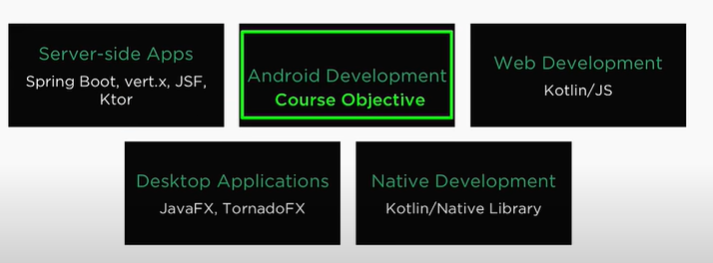 Server-side Apps
Spring Boot, vert.x, JSF,
Ktor
Android Development
Course Objective
Web Development
Kotlin/JS
Desktop Applications
JavaFX, TornadoFX
Native Development
Kotlin/Native Library